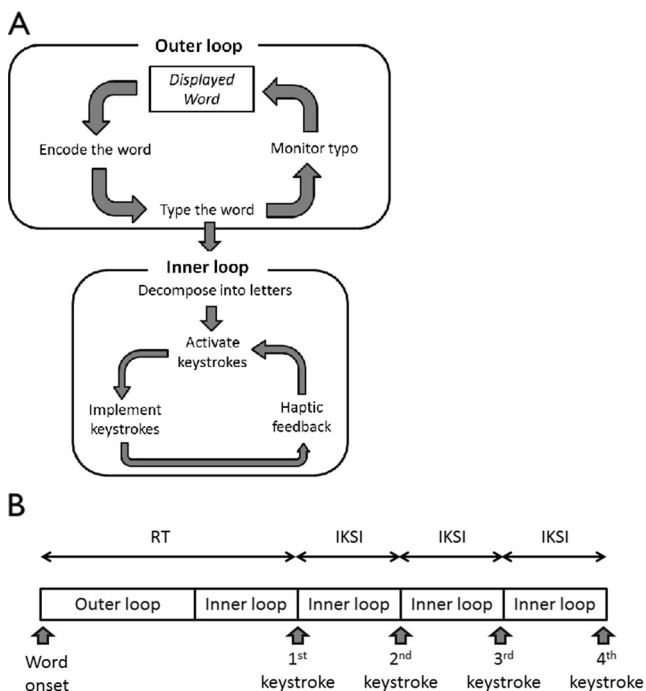 A
Outer loop
Displayed
Word
Encode the word
Monitor typo
Type the word
Inner loop
Decompose into letters
Activate
keystrokes
Implement
keystrokes
Haptic
feedback
B
RT IKSI IKSI IKSI
Outer loop Inner loop Inner loop Inner loop Inner loop
Word
onset
1st
keystroke
2nd
keystroke
3rd
keystroke
4th
keystroke